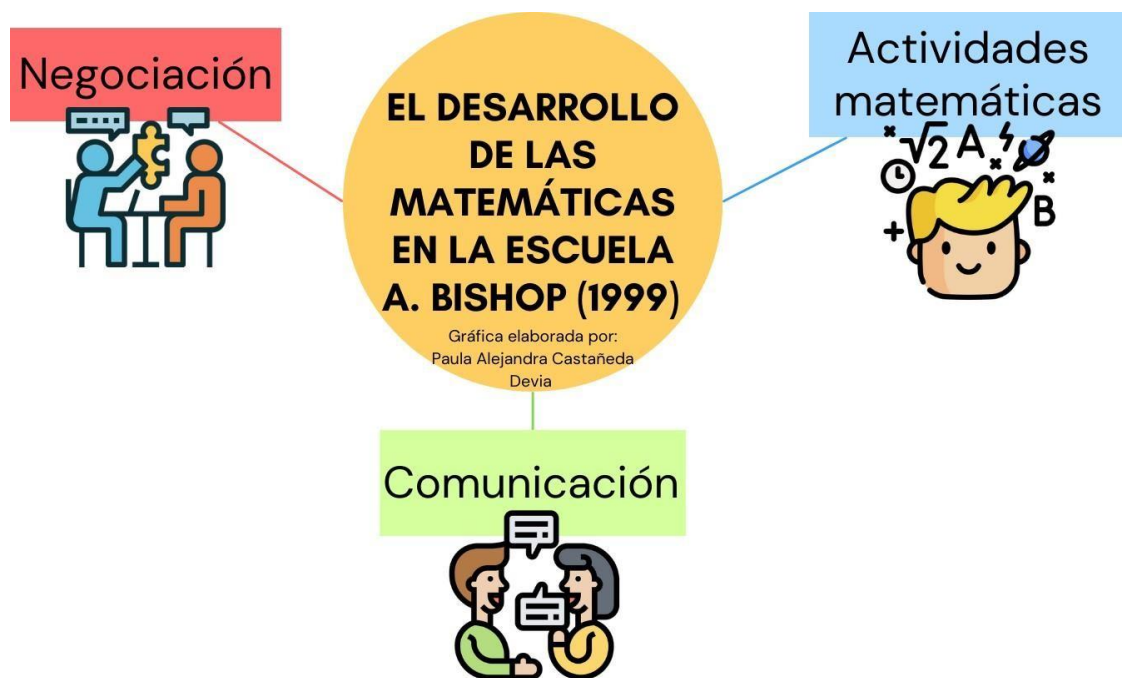 Negociación
EL DESARROLLO
DE LAS
MATEMÁTICAS
EN LA ESCUELA
A. BISHOP (1999)
Gráfica elaborada por:
Paula Alejandra Castañeda
Devia
Actividades
matemáticas
√2 A
B
Comunicación